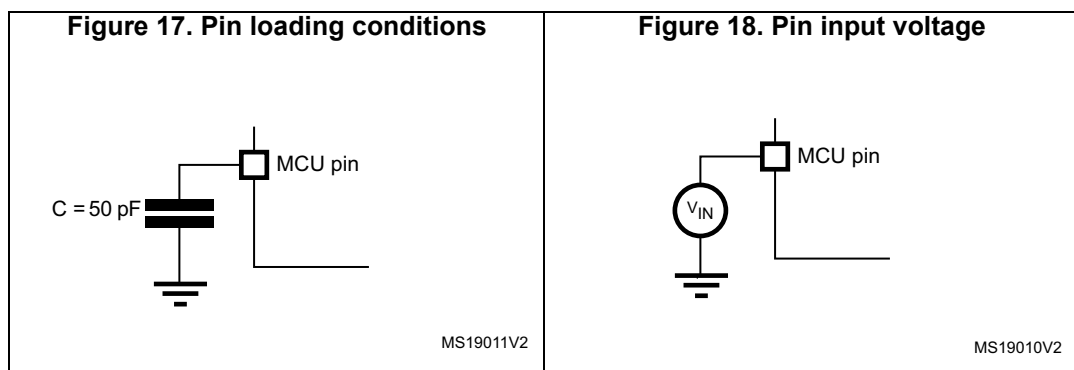 Figure 17. Pin loading conditions
MCU pin
C = 50 pF
MS19011V2
Figure 18. Pin input voltage
MCU pin
VIN
MS19010V2